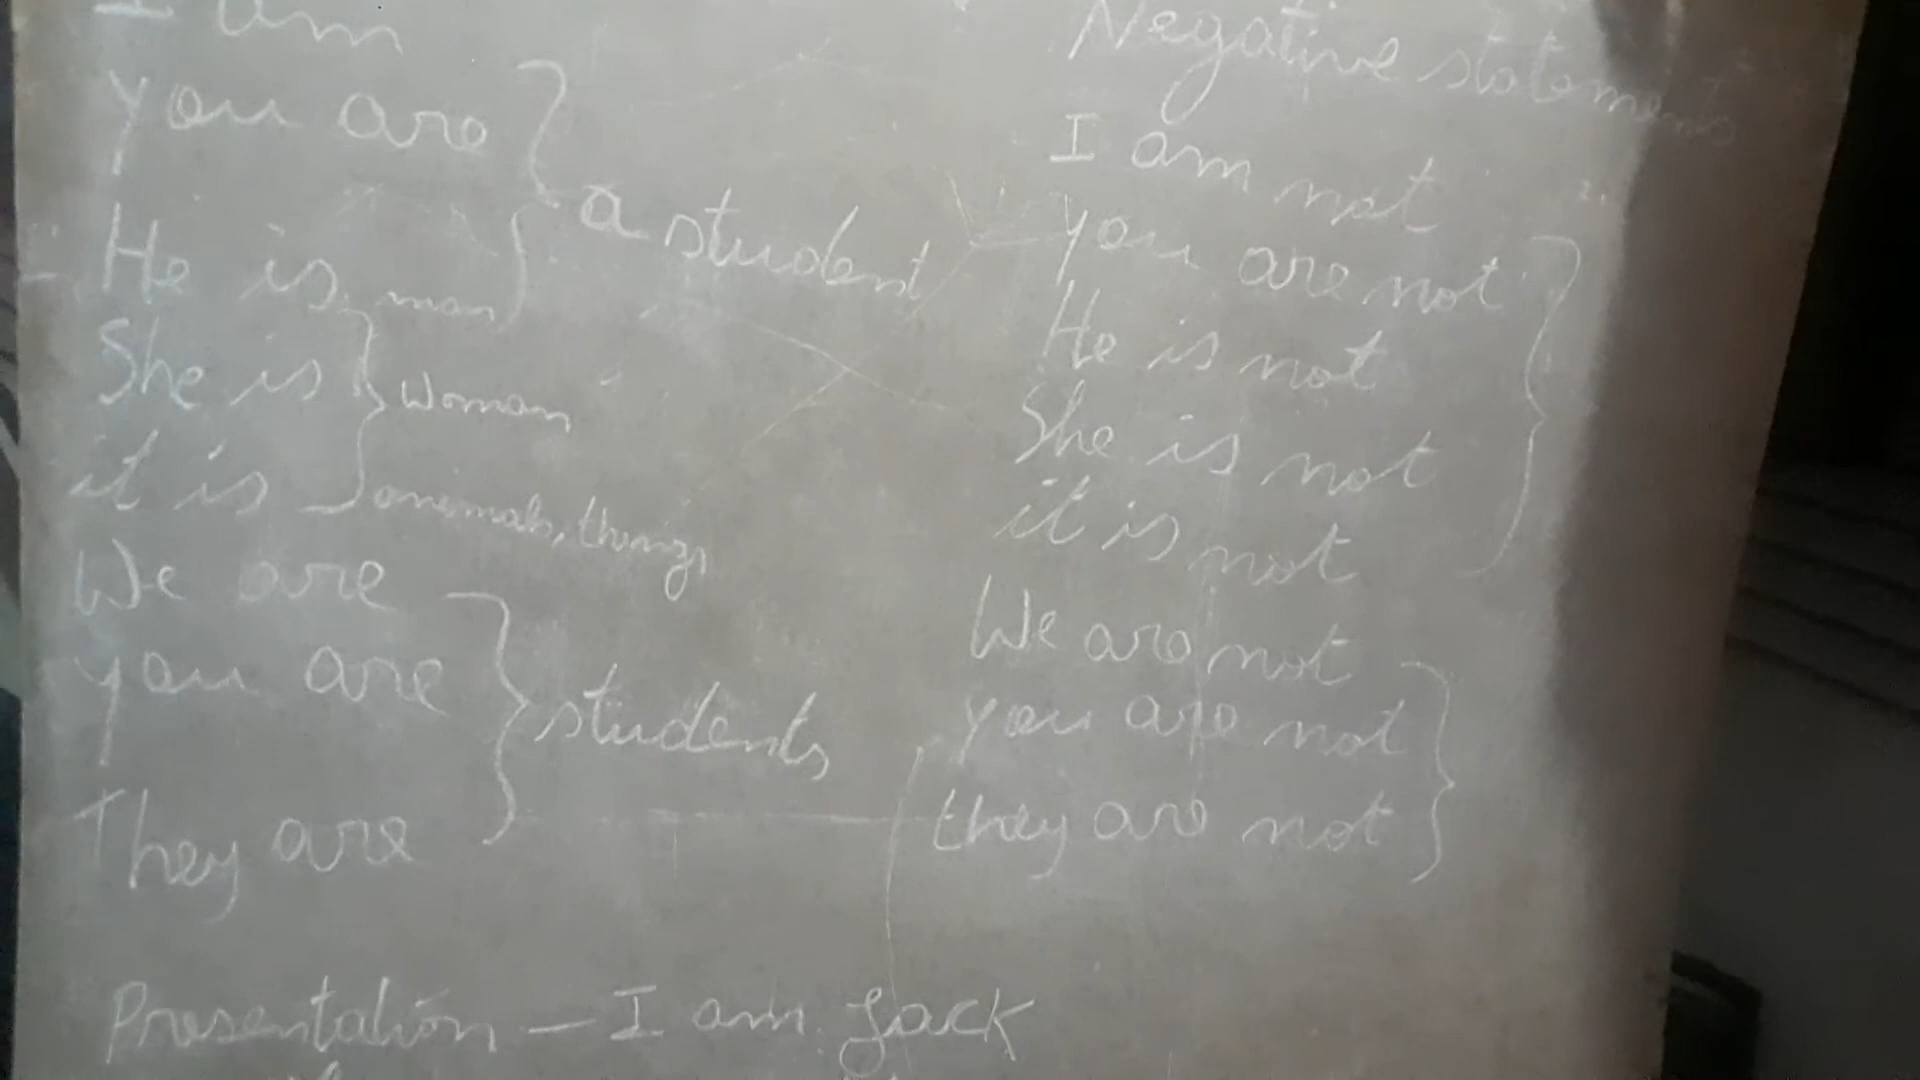 I am
you are
a student
He is man
She is
woman
it is
animals, things
We are
you are
students
They are
Negative statements
I am not
you are not
He is not
She is not
it is not
We are not
you are not
they are not
Presentation — I am Jack